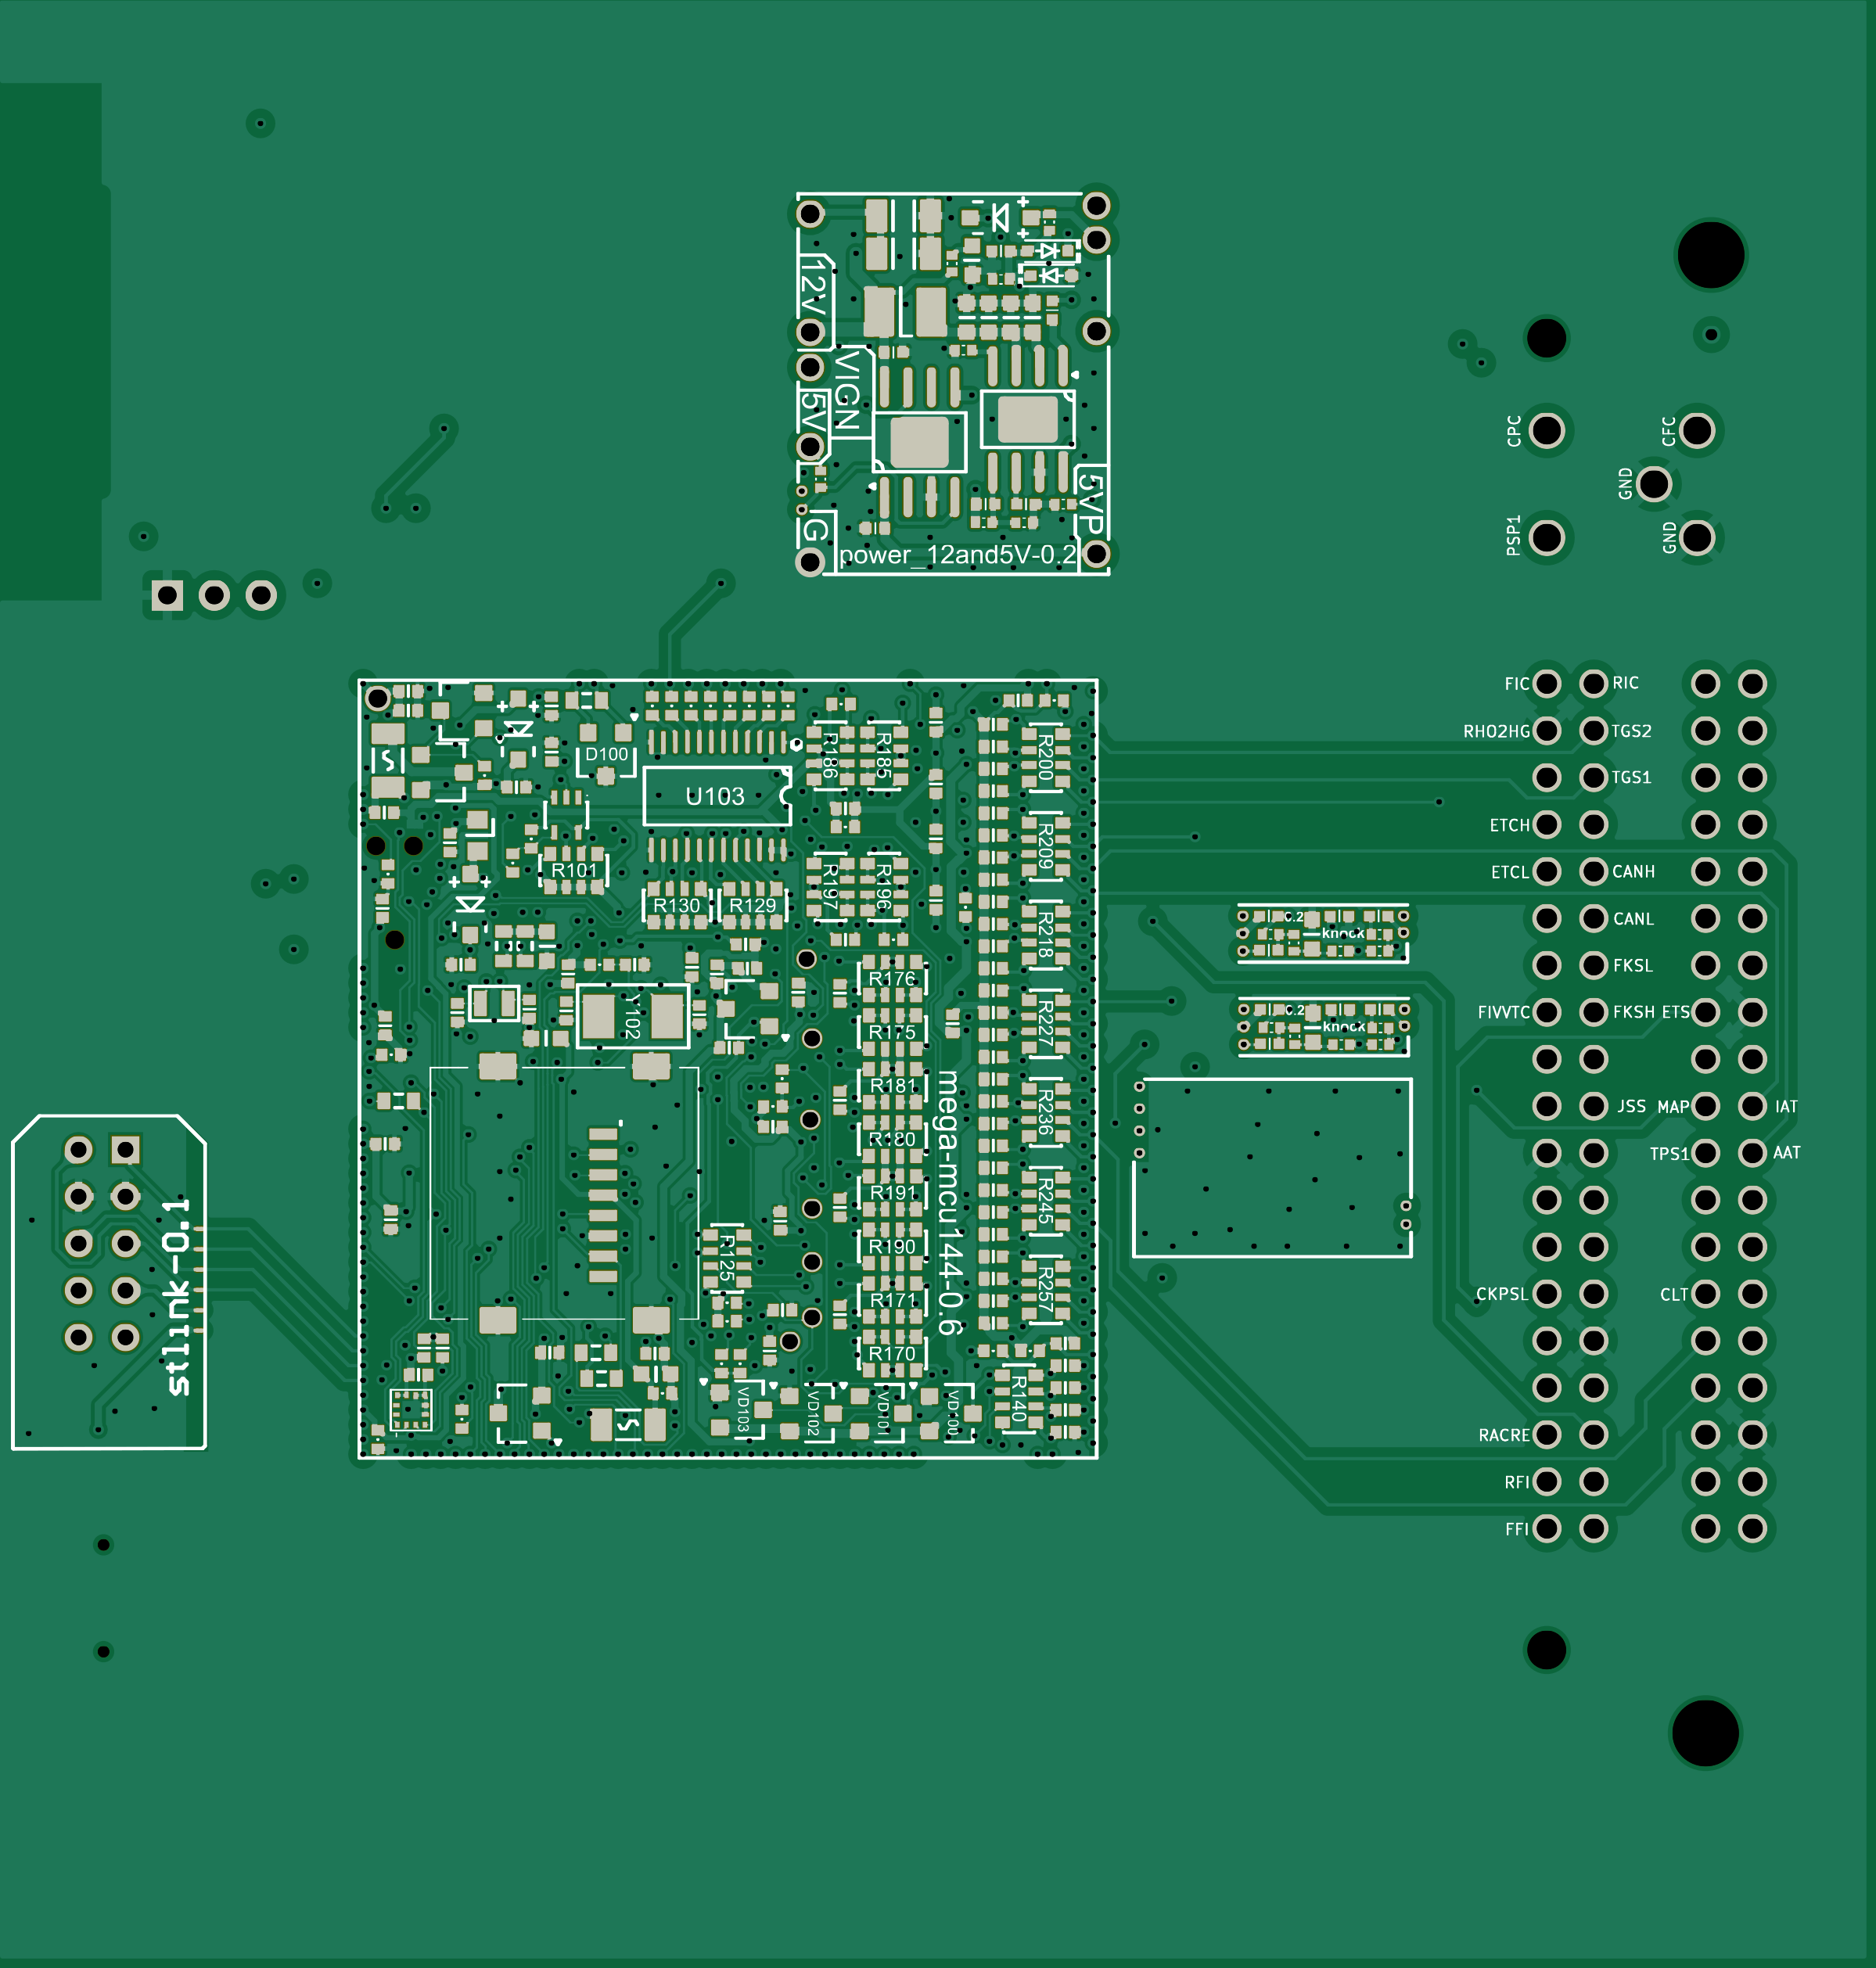 12V
VIGN
5V
G
5VP
power_12and5V-0.2
CPC
CFC
GND
PSP1
GND
FIC
RIC
RHO2HG
TGS2
TGS1
ETCH
ETCL
CANH
CANL
FKSL
FIVVTC
FKSH
ETS
JSS
MAP
IAT
TPS1
AAT
CKPSL
CLT
RACRE
RFI
FFI
D100
U103
R186
R185
R200
R101
R209
R130
R129
R197
R196
R218
0.2
knock
R176
Y102
R175
R227
0.2
knock
R181
R236
R180
mega-mcu144-0.6
R191
R245
R190
R125
R171
R257
R170
VD103
VD102
VD101
VD100
R140
stlink-0.1